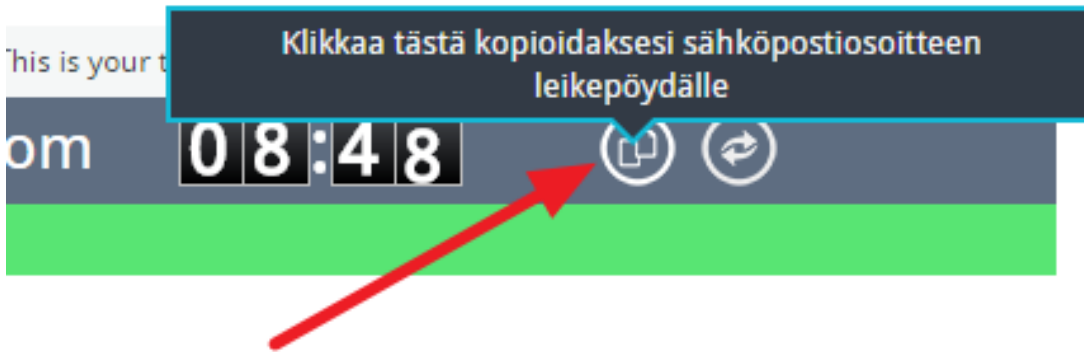 Klikkaa tästä kopioidaksesi sähköpostiosoitteen
leikepöydälle
This is your t
om 08:48